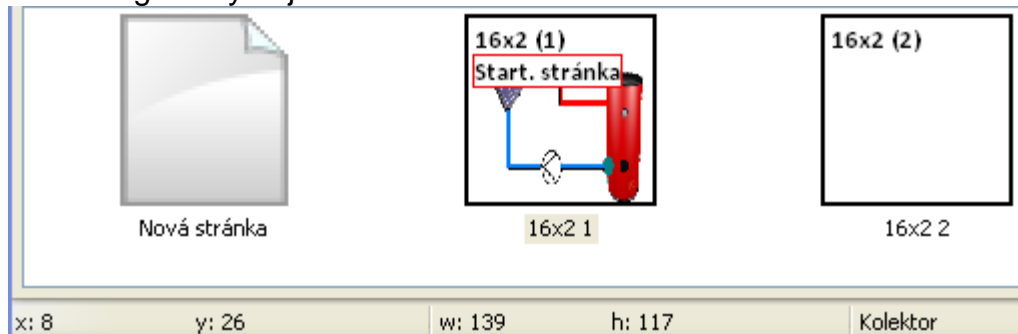 16x2 (1)
Start. stránka
16x2 (2)
Nová stránka
16x2 1
16x2 2
x: 8
y: 26
w: 139
h: 117
Kolektor